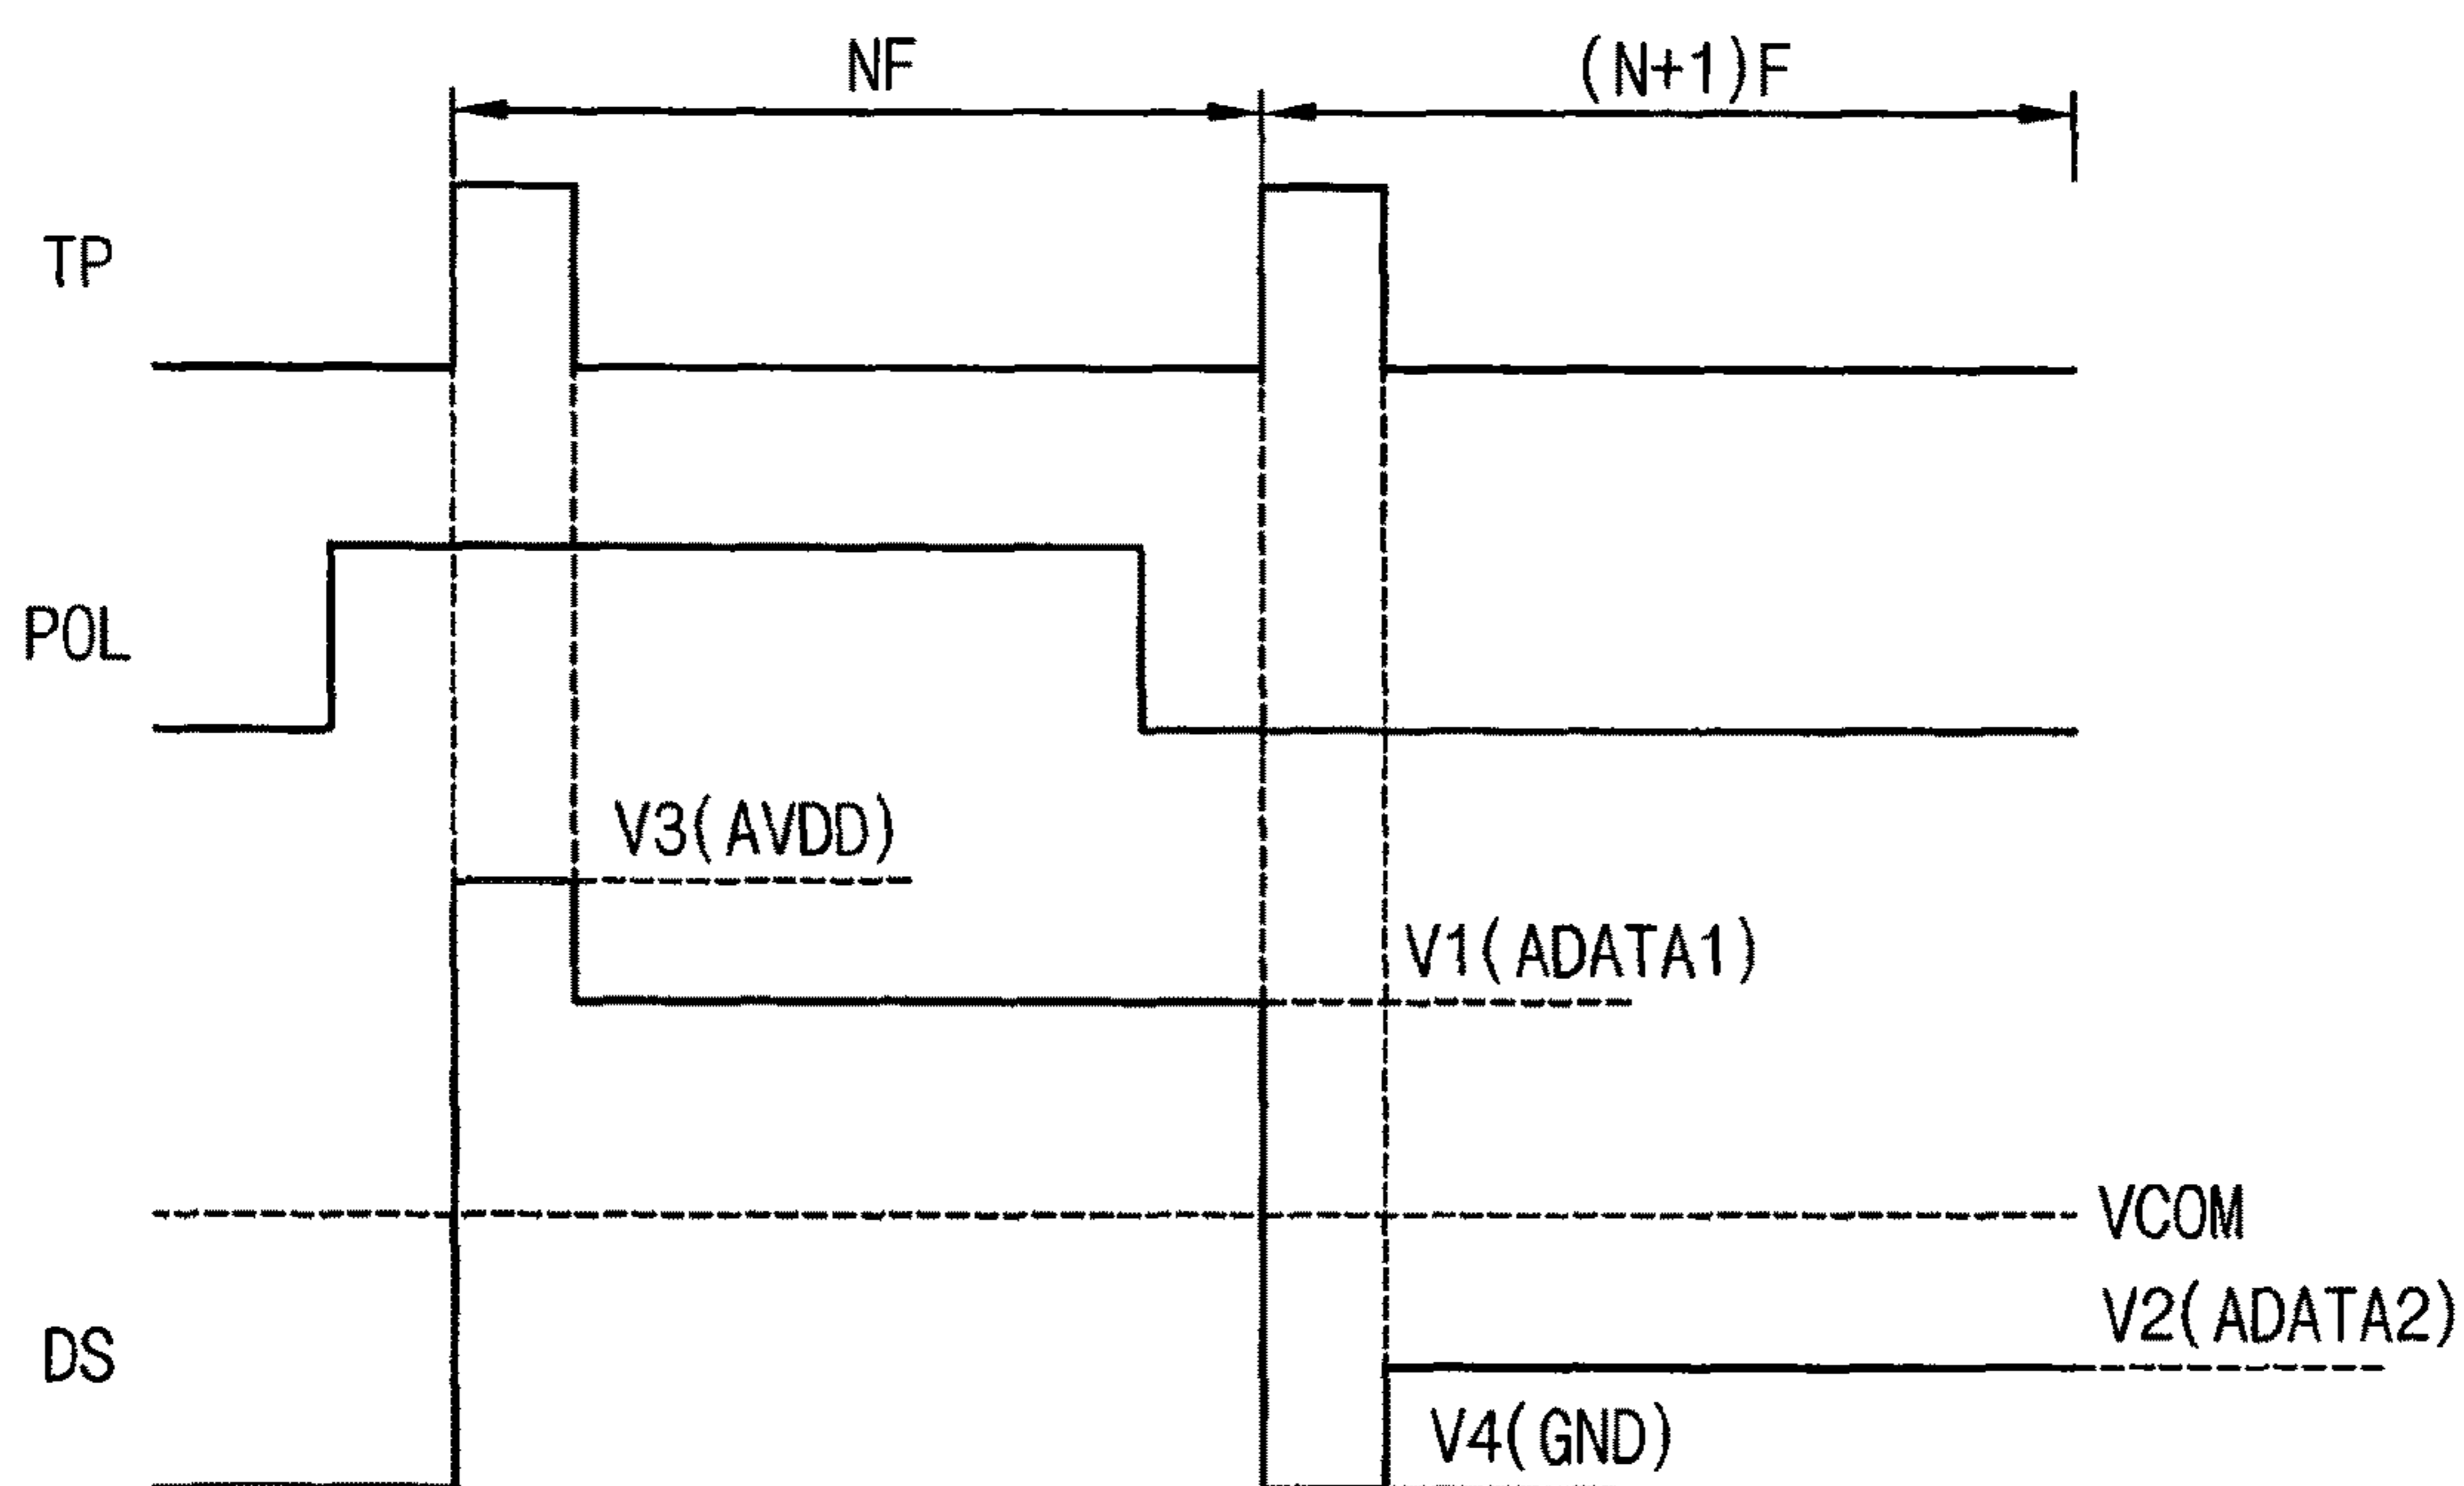 NF (N+1)F
TP
POL
V3(AVDD)
V1(ADATA1)
VCOM
V2(ADATA2)
DS
V4(GND)